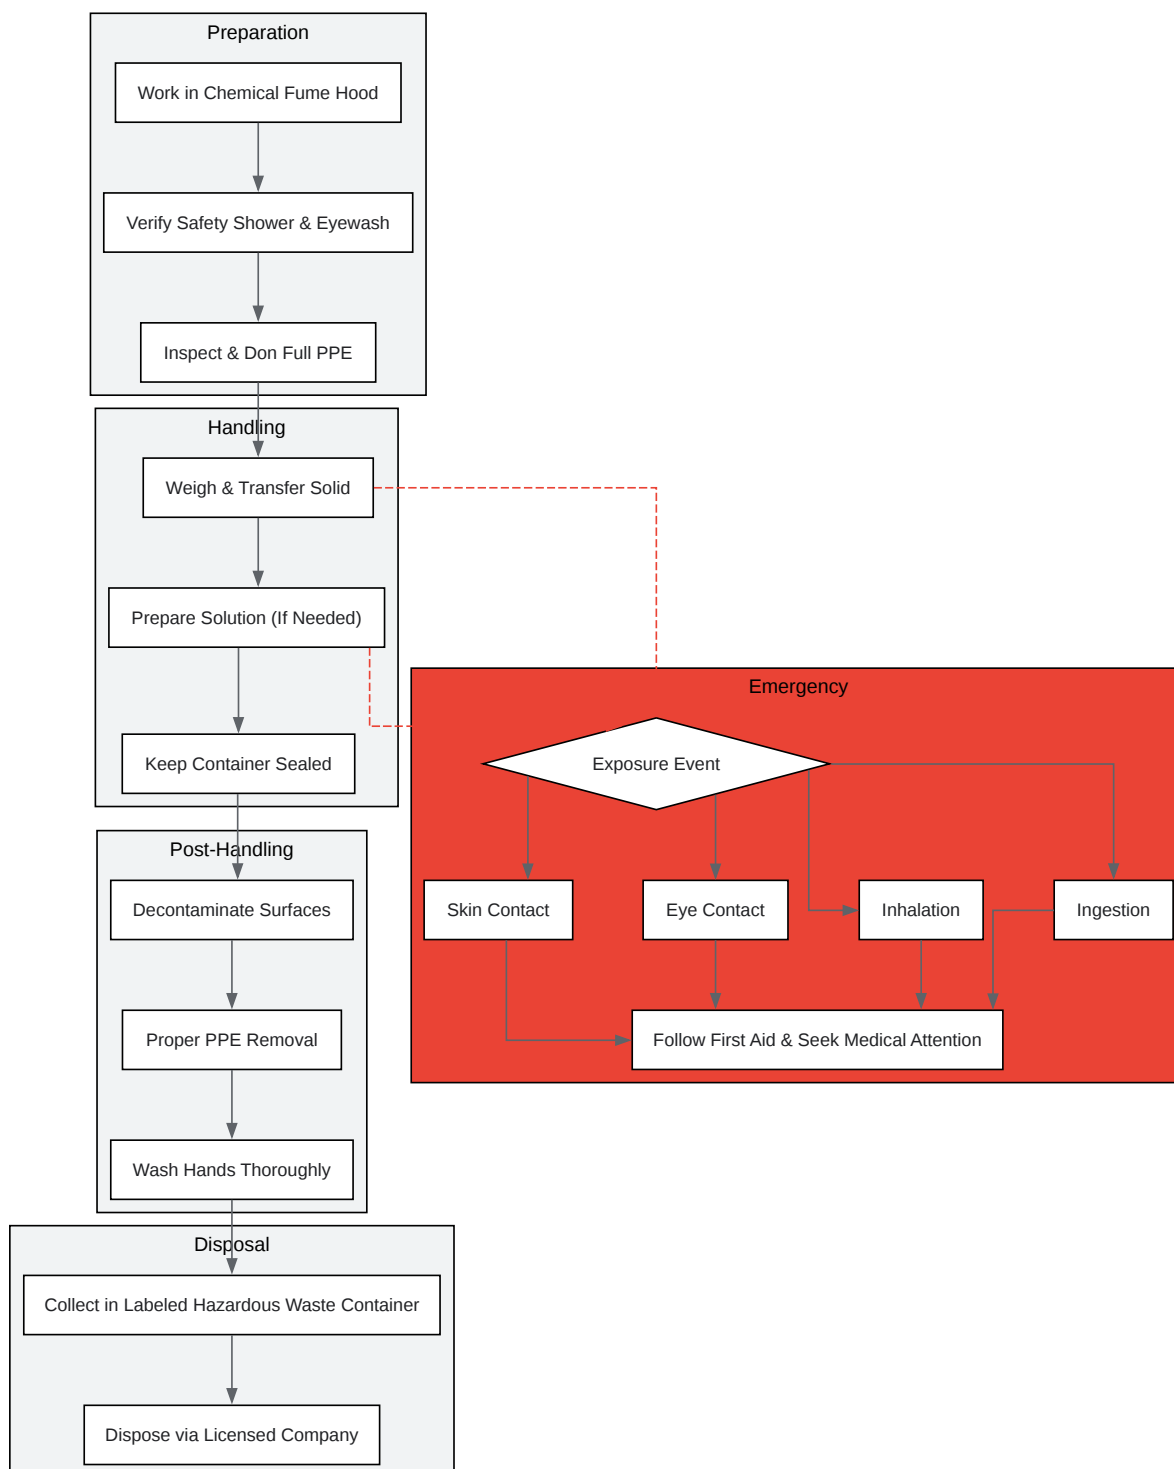 Preparation
Work in Chemical Fume Hood
Verify Safety Shower & Eyewash
Inspect & Don Full PPE
Handling
Weigh & Transfer Solid
Prepare Solution (If Needed)
Keep Container Sealed
Emergency
Exposure Event
Skin Contact
Eye Contact
Inhalation
Ingestion
Follow First Aid & Seek Medical Attention
Post-Handling
Decontaminate Surfaces
Proper PPE Removal
Wash Hands Thoroughly
Disposal
Collect in Labeled Hazardous Waste Container
Dispose via Licensed Company